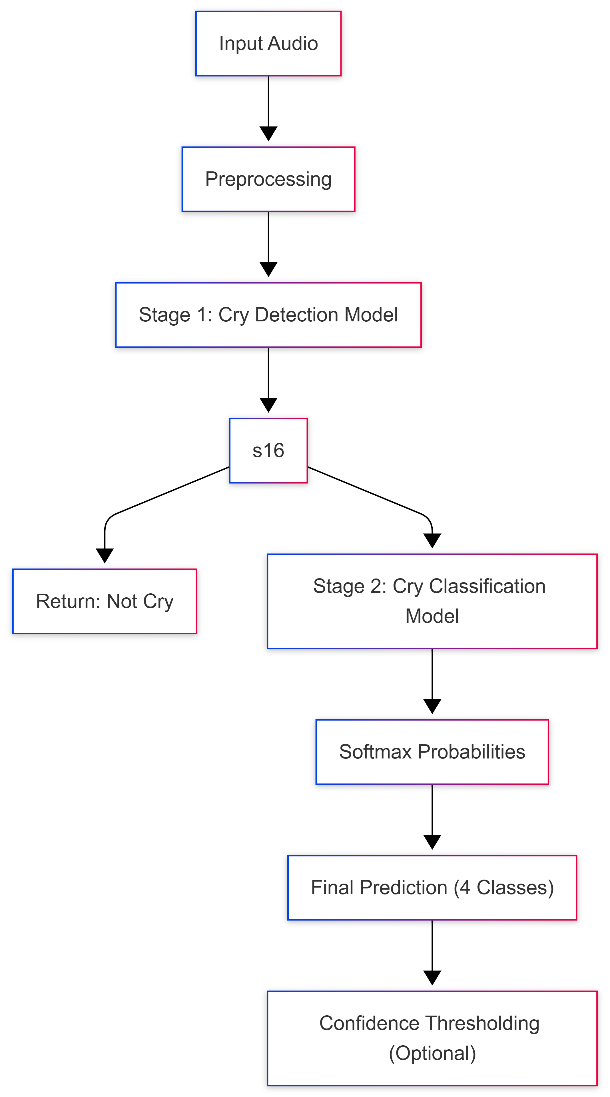 Input Audio
Preprocessing
Stage 1: Cry Detection Model
s16
Return: Not Cry
Stage 2: Cry Classification
Model
Softmax Probabilities
Final Prediction (4 Classes)
Confidence Thresholding
(Optional)